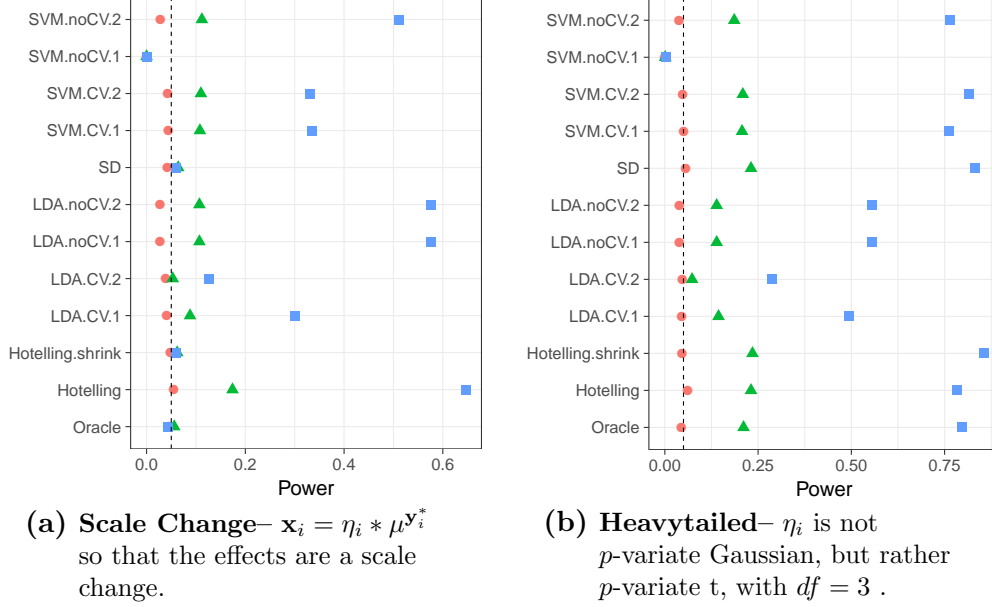 SVM.noCV.2
SVM.noCV.1
SVM.CV.2
SVM.CV.1
SD
LDA.noCV.2
LDA.noCV.1
LDA.CV.2
LDA.CV.1
Hotelling.shrink
Hotelling
Oracle
0.0 0.2 0.4 0.6
Power
(a) Scale Change– x_i = η_i ∗ μ^{y_i^*}
so that the effects are a scale
change.
SVM.noCV.2
SVM.noCV.1
SVM.CV.2
SVM.CV.1
SD
LDA.noCV.2
LDA.noCV.1
LDA.CV.2
LDA.CV.1
Hotelling.shrink
Hotelling
Oracle
0.00 0.25 0.50 0.75
Power
(b) Heavytailed– η_i is not
p-variate Gaussian, but rather
p-variate t, with df = 3 .